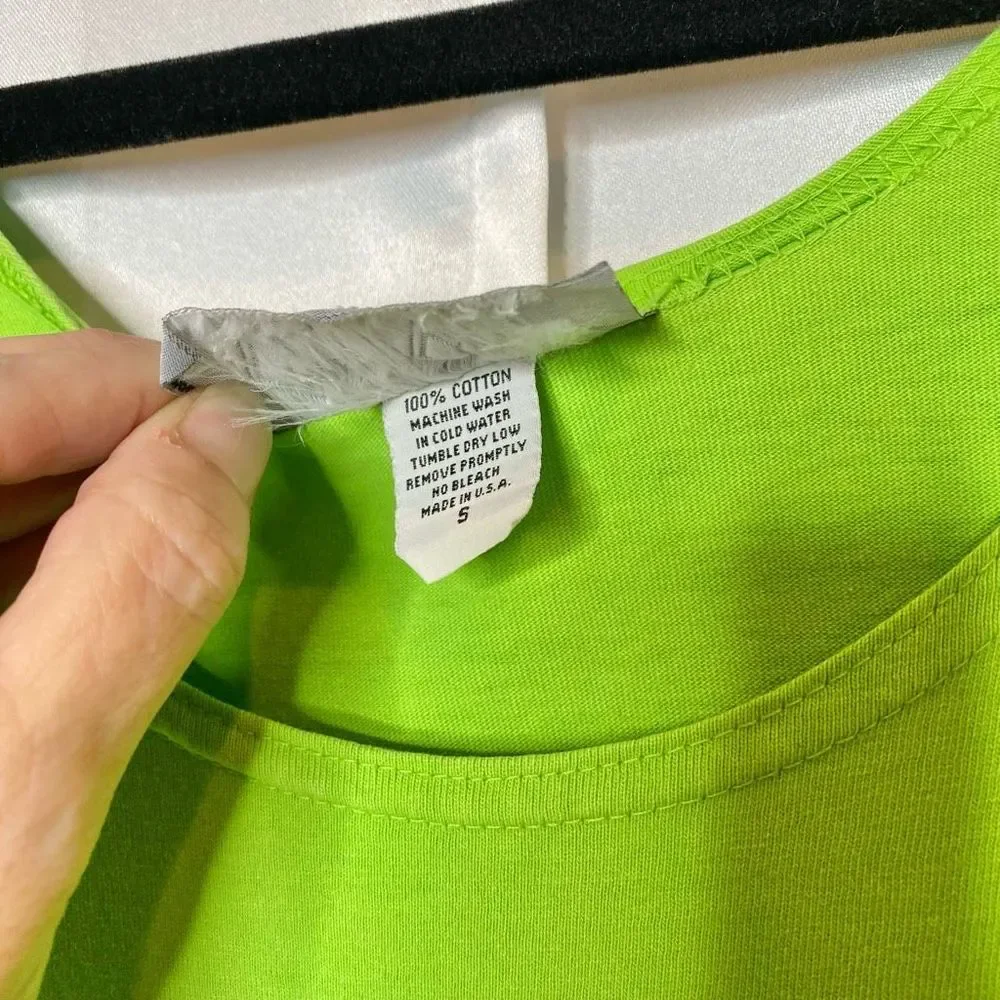 100% COTTON
MACHINE WASH
IN COLD WATER
TUMBLE DRY LOW
REMOVE PROMPTLY
NO BLEACH
MADE IN U.S.A.
S